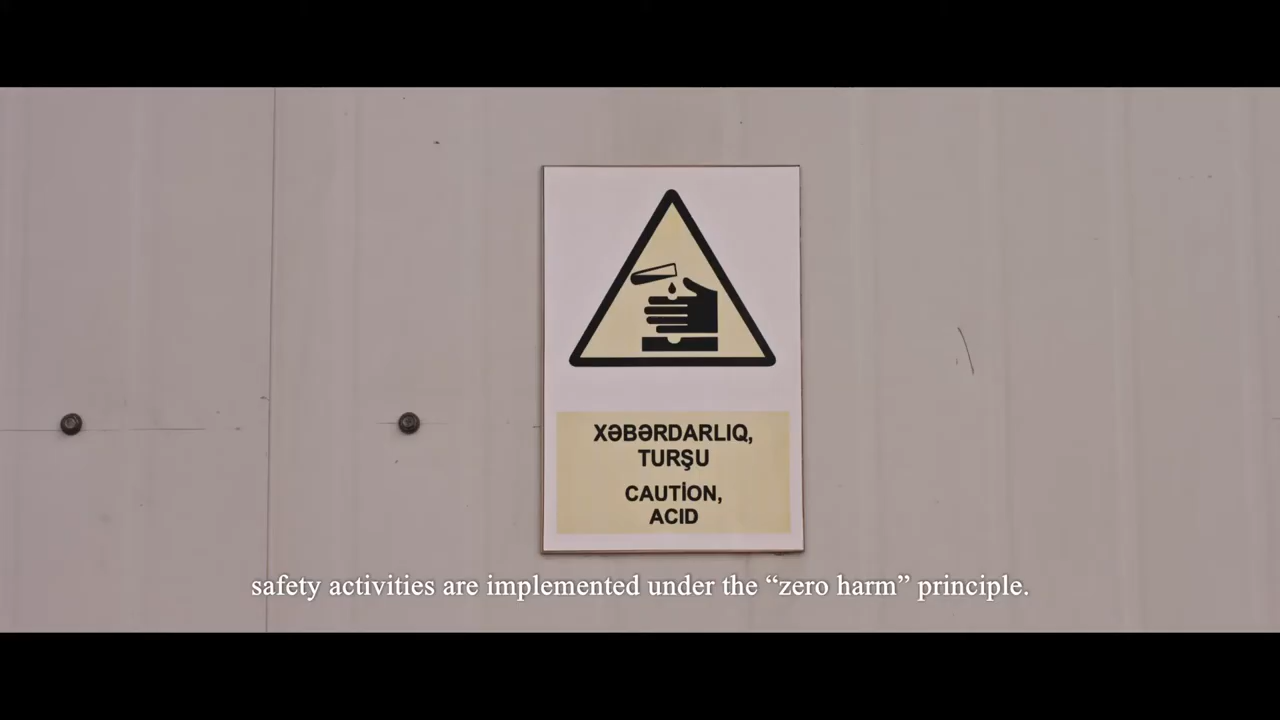 XƏBƏRDARLIQ,
TURŞU
CAUTİON,
ACID
safety activities are implemented under the “zero harm” principle.